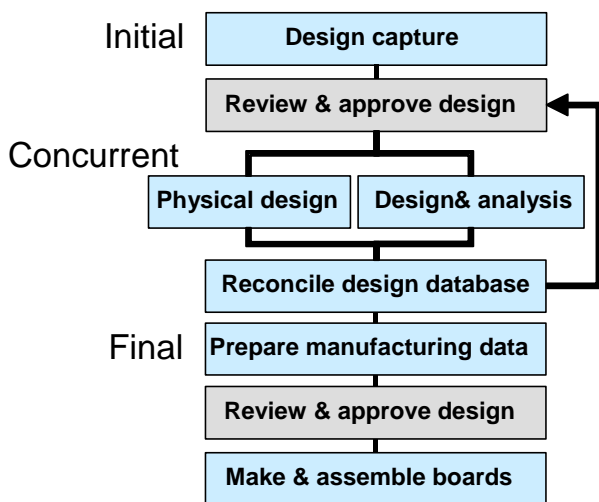 Initial
Design capture
Review & approve design
Concurrent
Physical design
Design& analysis
Reconcile design database
Final
Prepare manufacturing data
Review & approve design
Make & assemble boards